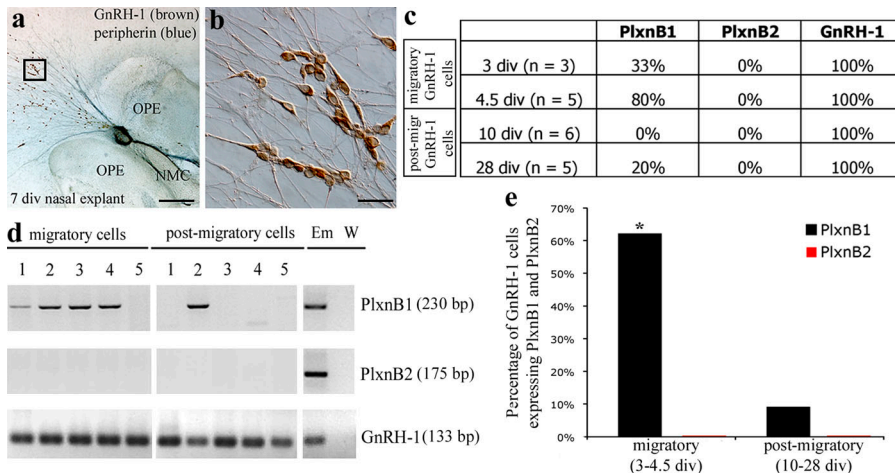 a
GnRH-1 (brown)
peripherin (blue)
OPE
OPE
NMC
7 div nasal explant
b
c
PlxnB1 PlxnB2 GnRH-1
migratory
GnRH-1
cells
3 div (n = 3) 33% 0% 100%
4.5 div (n = 5) 80% 0% 100%
post-migr
GnRH-1
cells
10 div (n = 6) 0% 0% 100%
28 div (n = 5) 20% 0% 100%
d
migratory cells post-migratory cells Em W
1 2 3 4 5 1 2 3 4 5
PlxnB1 (230 bp)
PlxnB2 (175 bp)
GnRH-1 (133 bp)
e
Percentage of GnRH-1 cells
expressing PlxnB1 and PlxnB2
70%
60%
50%
40%
30%
20%
10%
0%
*
PlxnB1
PlxnB2
migratory
(3-4.5 div)
post-migratory
(10-28 div)